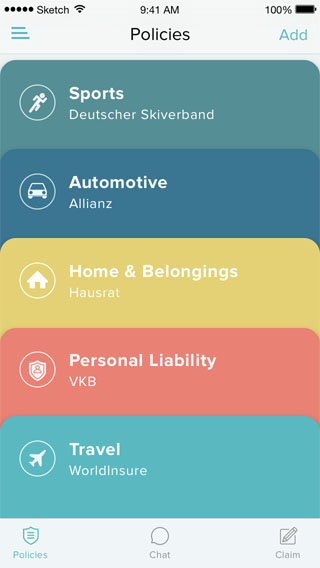 Sketch 9:41 AM 100%
Policies Add
Sports
Deutscher Skiverband
Automotive
Allianz
Home & Belongings
Hausrat
Personal Liability
VKB
Travel
WorldInsure
Policies Chat Claim